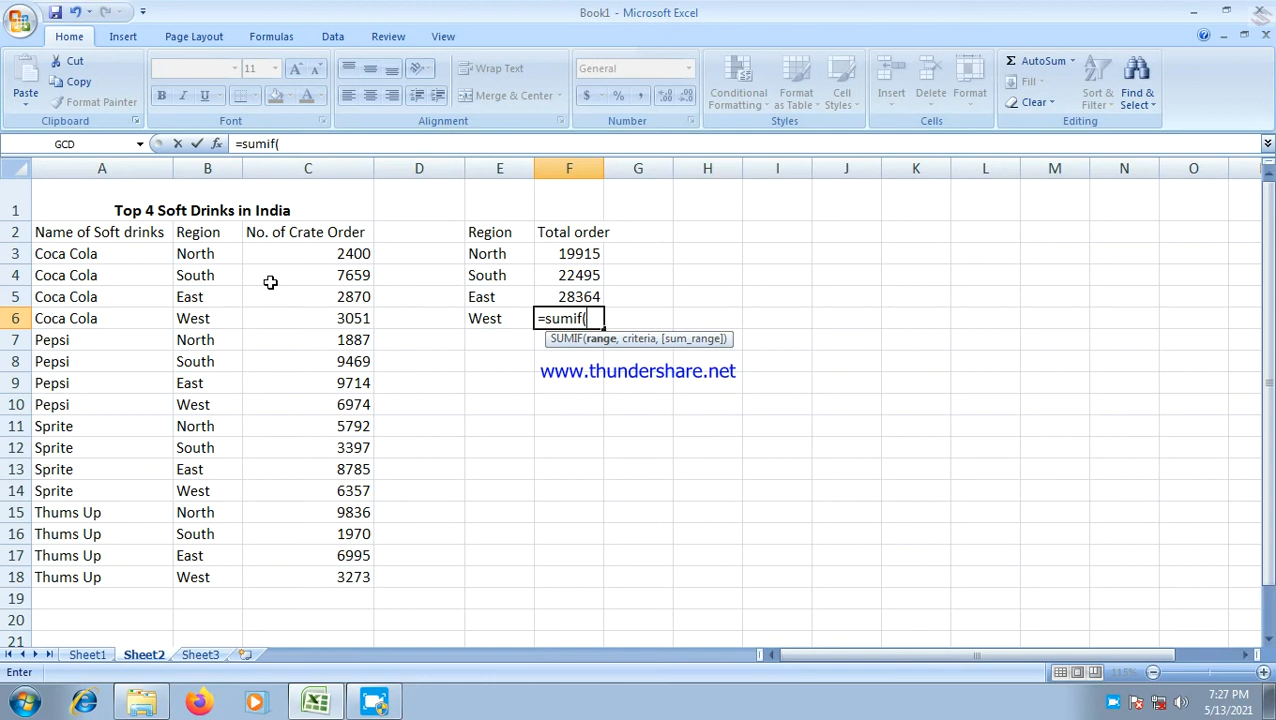 Book1 - Microsoft Excel
Home Insert Page Layout Formulas Data Review View
Paste Cut Copy Format Painter Clipboard
11 Font
Wrap Text Merge & Center Alignment
General $ % , Number
Conditional Formatting Format as Table Cell Styles Styles
Insert Delete Format Cells
Σ AutoSum Fill Clear Sort & Filter Find & Select Editing
GCD fx =sumif(
A B C D E F G H I J K L M N O
1 Top 4 Soft Drinks in India
2 Name of Soft drinks Region No. of Crate Order Region Total order
3 Coca Cola North 2400 North 19915
4 Coca Cola South 7659 South 22495
5 Coca Cola East 2870 East 28364
6 Coca Cola West 3051 West =sumif(
7 Pepsi North 1887 SUMIF(range, criteria, [sum_range])
8 Pepsi South 9469 www.thundershare.net
9 Pepsi East 9714
10 Pepsi West 6974
11 Sprite North 5792
12 Sprite South 3397
13 Sprite East 8785
14 Sprite West 6357
15 Thums Up North 9836
16 Thums Up South 1970
17 Thums Up East 6995
18 Thums Up West 3273
19
20
21
Sheet1 Sheet2 Sheet3
Enter 115%
7:27 PM
5/13/2021